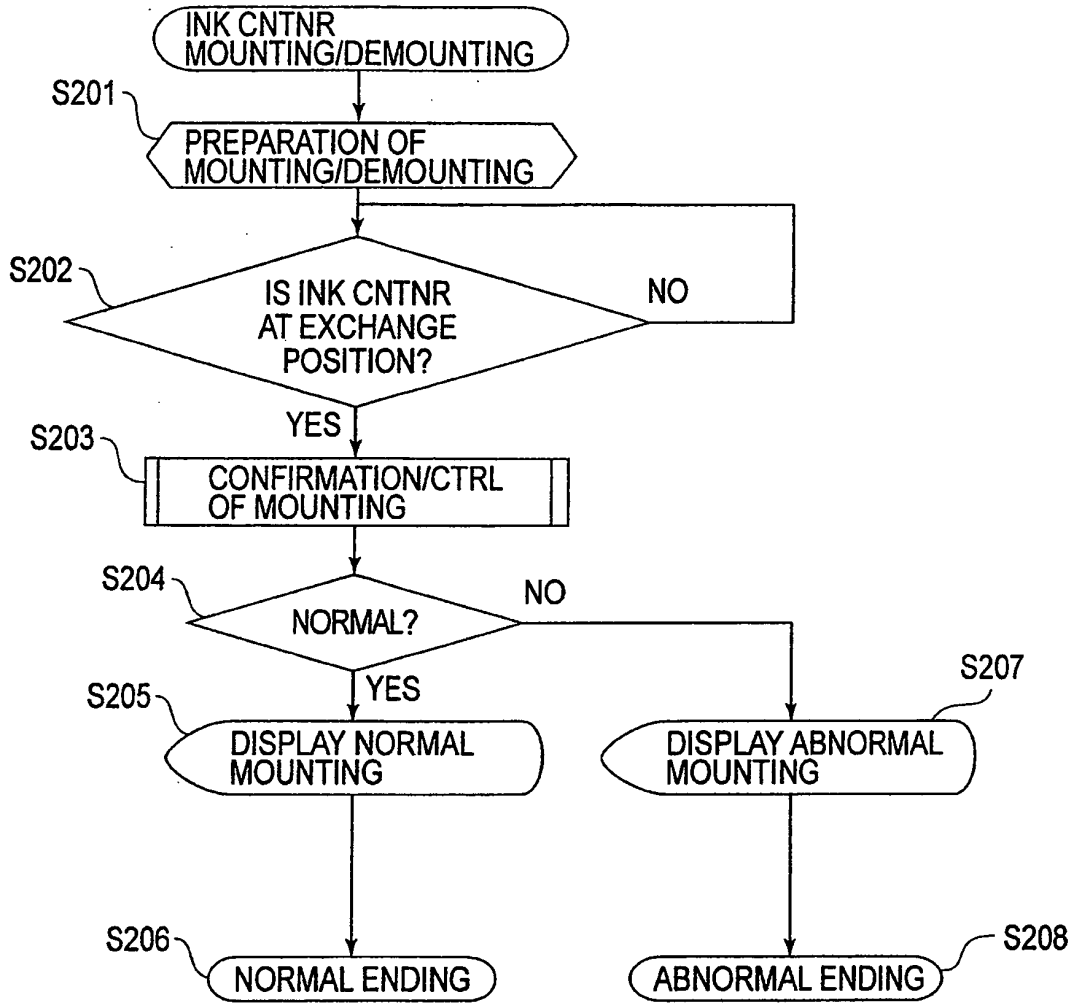 INK CNTNR
MOUNTING/DEMOUNTING
S201
PREPARATION OF
MOUNTING/DEMOUNTING
S202
IS INK CNTNR
AT EXCHANGE
POSITION?
NO
YES
S203
CONFIRMATION/CTRL
OF MOUNTING
S204
NORMAL?
NO
YES
S205
DISPLAY NORMAL
MOUNTING
S207
DISPLAY ABNORMAL
MOUNTING
S206
NORMAL ENDING
S208
ABNORMAL ENDING